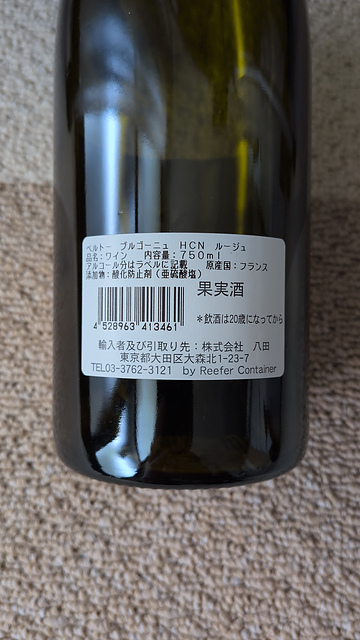 ベルトー　ブルゴーニュ　ＨＣＮ　ルージュ
品名：ワイン　内容量：７５０ｍｌ
アルコール分はラベルに記載　原産国：フランス
添加物：酸化防止剤（亜硫酸塩）
果実酒
4 528963 413461
＊飲酒は20歳になってから
輸入者及び引取り先：株式会社　八田
東京都大田区大森北1-23-7
TEL03-3762-3121　by Reefer Container